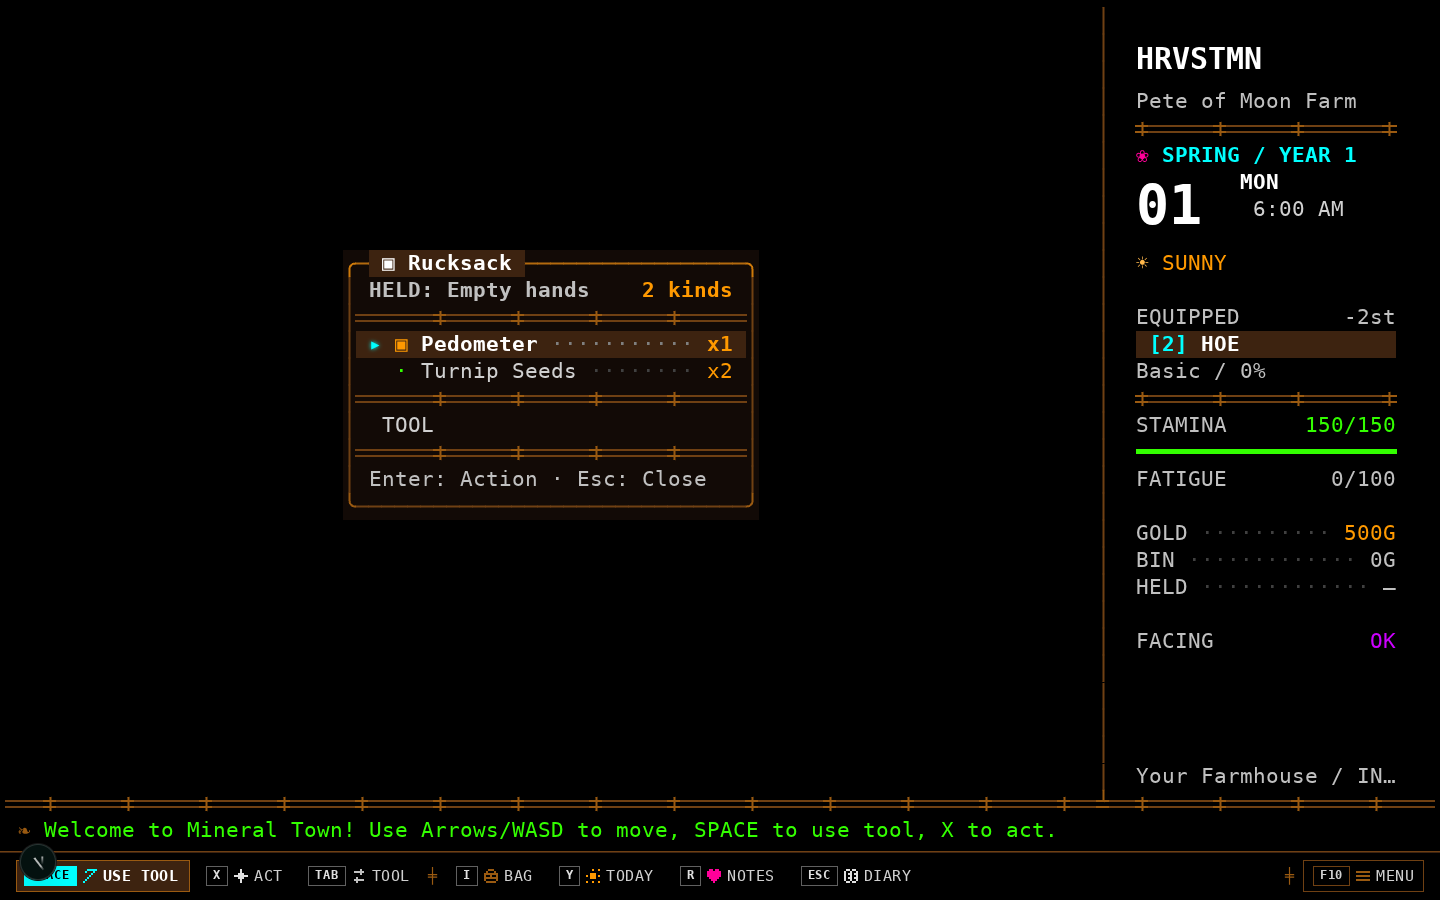 HRVSTMN
Pete of Moon Farm
SPRING / YEAR 1
01
MON
6:00 AM
SUNNY
EQUIPPED -2st
[2] HOE
Basic / 0%
STAMINA 150/150
FATIGUE 0/100
GOLD ·········· 500G
BIN ············· 0G
HELD ············· —
FACING OK
Your Farmhouse / IN…
Rucksack
HELD: Empty hands 2 kinds
Pedometer ··········· x1
· Turnip Seeds ········ x2
TOOL
Enter: Action · Esc: Close
Welcome to Mineral Town! Use Arrows/WASD to move, SPACE to use tool, X to act.
USE TOOL X ACT TAB TOOL I BAG Y TODAY R NOTES ESC DIARY F10 MENU